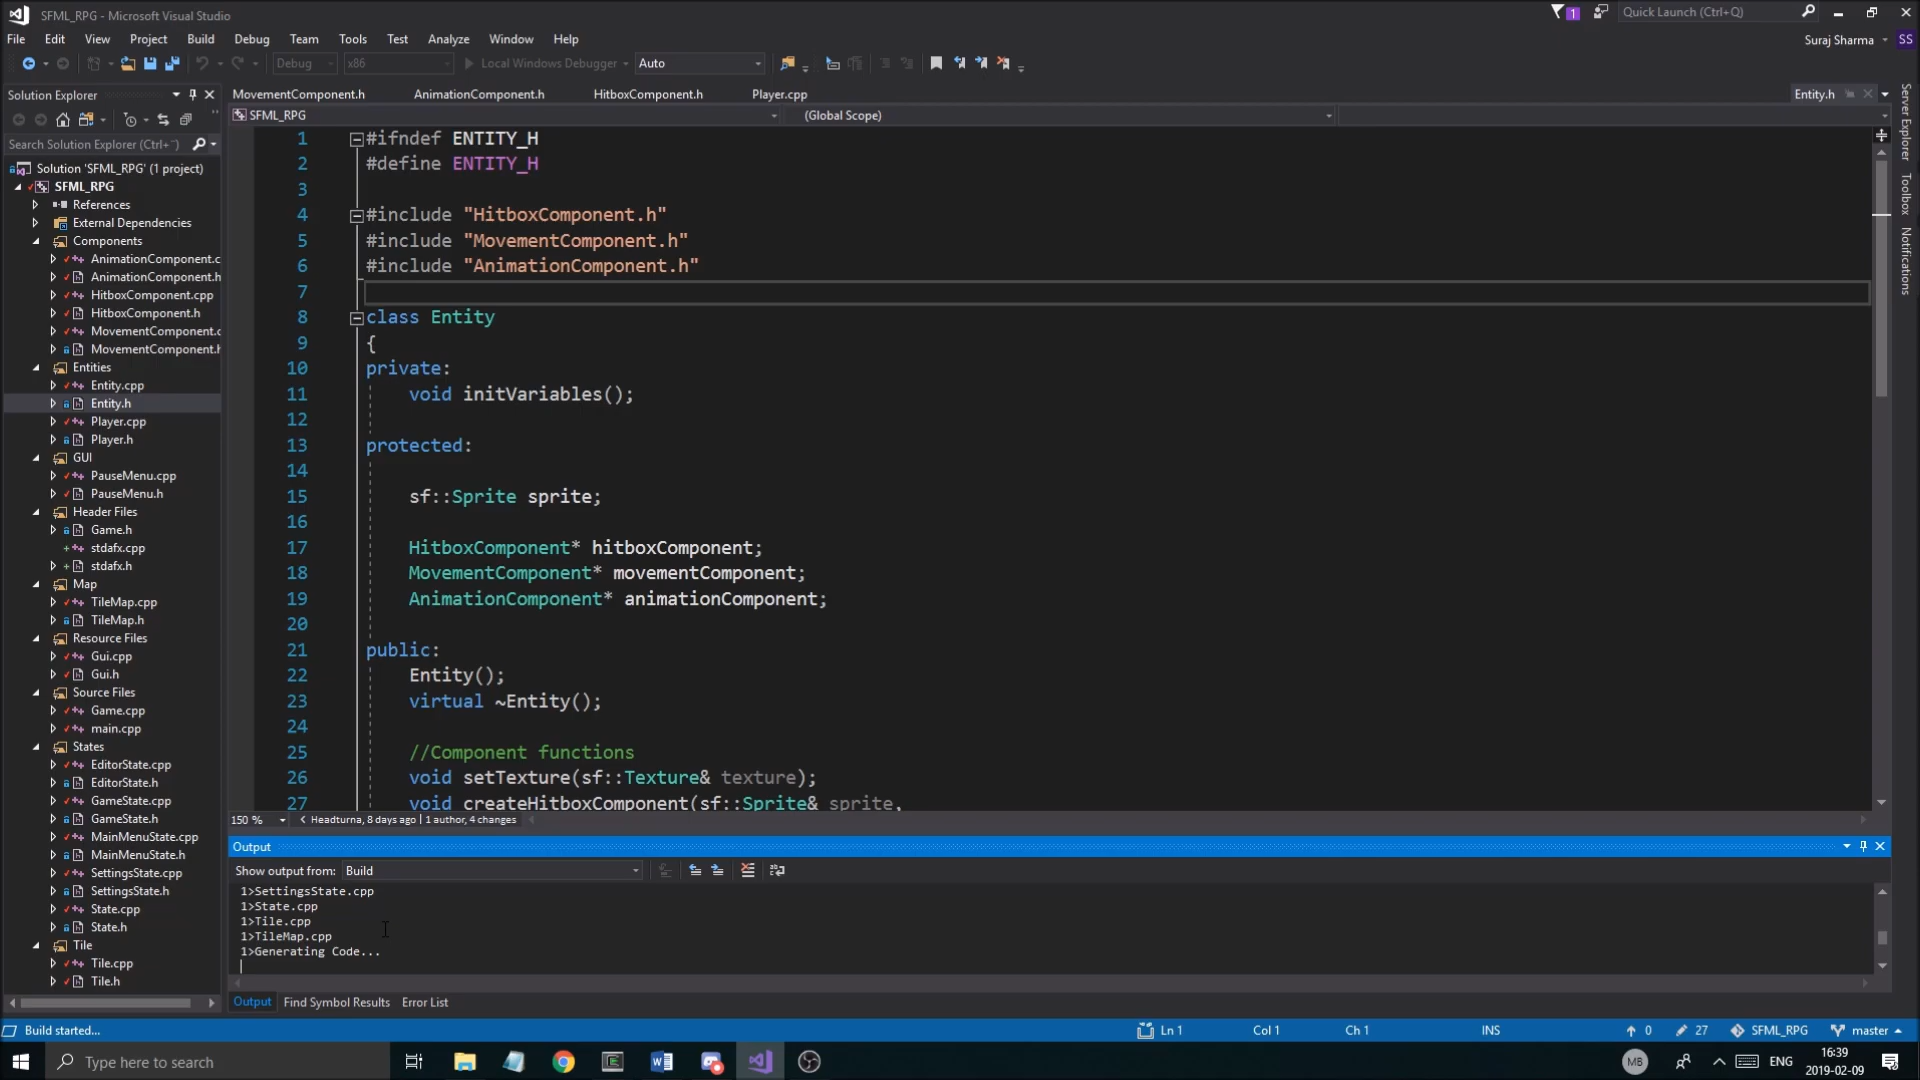 SFML_RPG - Microsoft Visual Studio
1
Quick Launch (Ctrl+Q)
File Edit View Project Build Debug Team Tools Test Analyze Window Help
Suraj Sharma SS
Debug x86 Local Windows Debugger Auto
Solution Explorer
MovementComponent.h AnimationComponent.h HitboxComponent.h Player.cpp Entity.h
SFML_RPG (Global Scope)
Search Solution Explorer (Ctrl+¨)
Solution 'SFML_RPG' (1 project)
SFML_RPG
References
External Dependencies
Components
AnimationComponent.c
AnimationComponent.h
HitboxComponent.cpp
HitboxComponent.h
MovementComponent.c
MovementComponent.h
Entities
Entity.cpp
Entity.h
Player.cpp
Player.h
GUI
PauseMenu.cpp
PauseMenu.h
Header Files
Game.h
stdafx.cpp
stdafx.h
Map
TileMap.cpp
TileMap.h
Resource Files
Gui.cpp
Gui.h
Source Files
Game.cpp
main.cpp
States
EditorState.cpp
EditorState.h
GameState.cpp
GameState.h
MainMenuState.cpp
MainMenuState.h
SettingsState.cpp
SettingsState.h
State.cpp
State.h
Tile
Tile.cpp
Tile.h
1 #ifndef ENTITY_H
2 #define ENTITY_H
3
4 #include "HitboxComponent.h"
5 #include "MovementComponent.h"
6 #include "AnimationComponent.h"
7
8 class Entity
9 {
10 private:
11 void initVariables();
12
13 protected:
14
15 sf::Sprite sprite;
16
17 HitboxComponent* hitboxComponent;
18 MovementComponent* movementComponent;
19 AnimationComponent* animationComponent;
20
21 public:
22 Entity();
23 virtual ~Entity();
24
25 //Component functions
26 void setTexture(sf::Texture& texture);
27 void createHitboxComponent(sf::Sprite& sprite,
150 % Headturna, 8 days ago | 1 author, 4 changes
Server Explorer
Toolbox
Notifications
Output
Show output from: Build
1>SettingsState.cpp
1>State.cpp
1>Tile.cpp
1>TileMap.cpp
1>Generating Code...
Output Find Symbol Results Error List
Build started... Ln 1 Col 1 Ch 1 INS 0 27 SFML_RPG master
Type here to search
MB ENG
16:39
2019-02-09